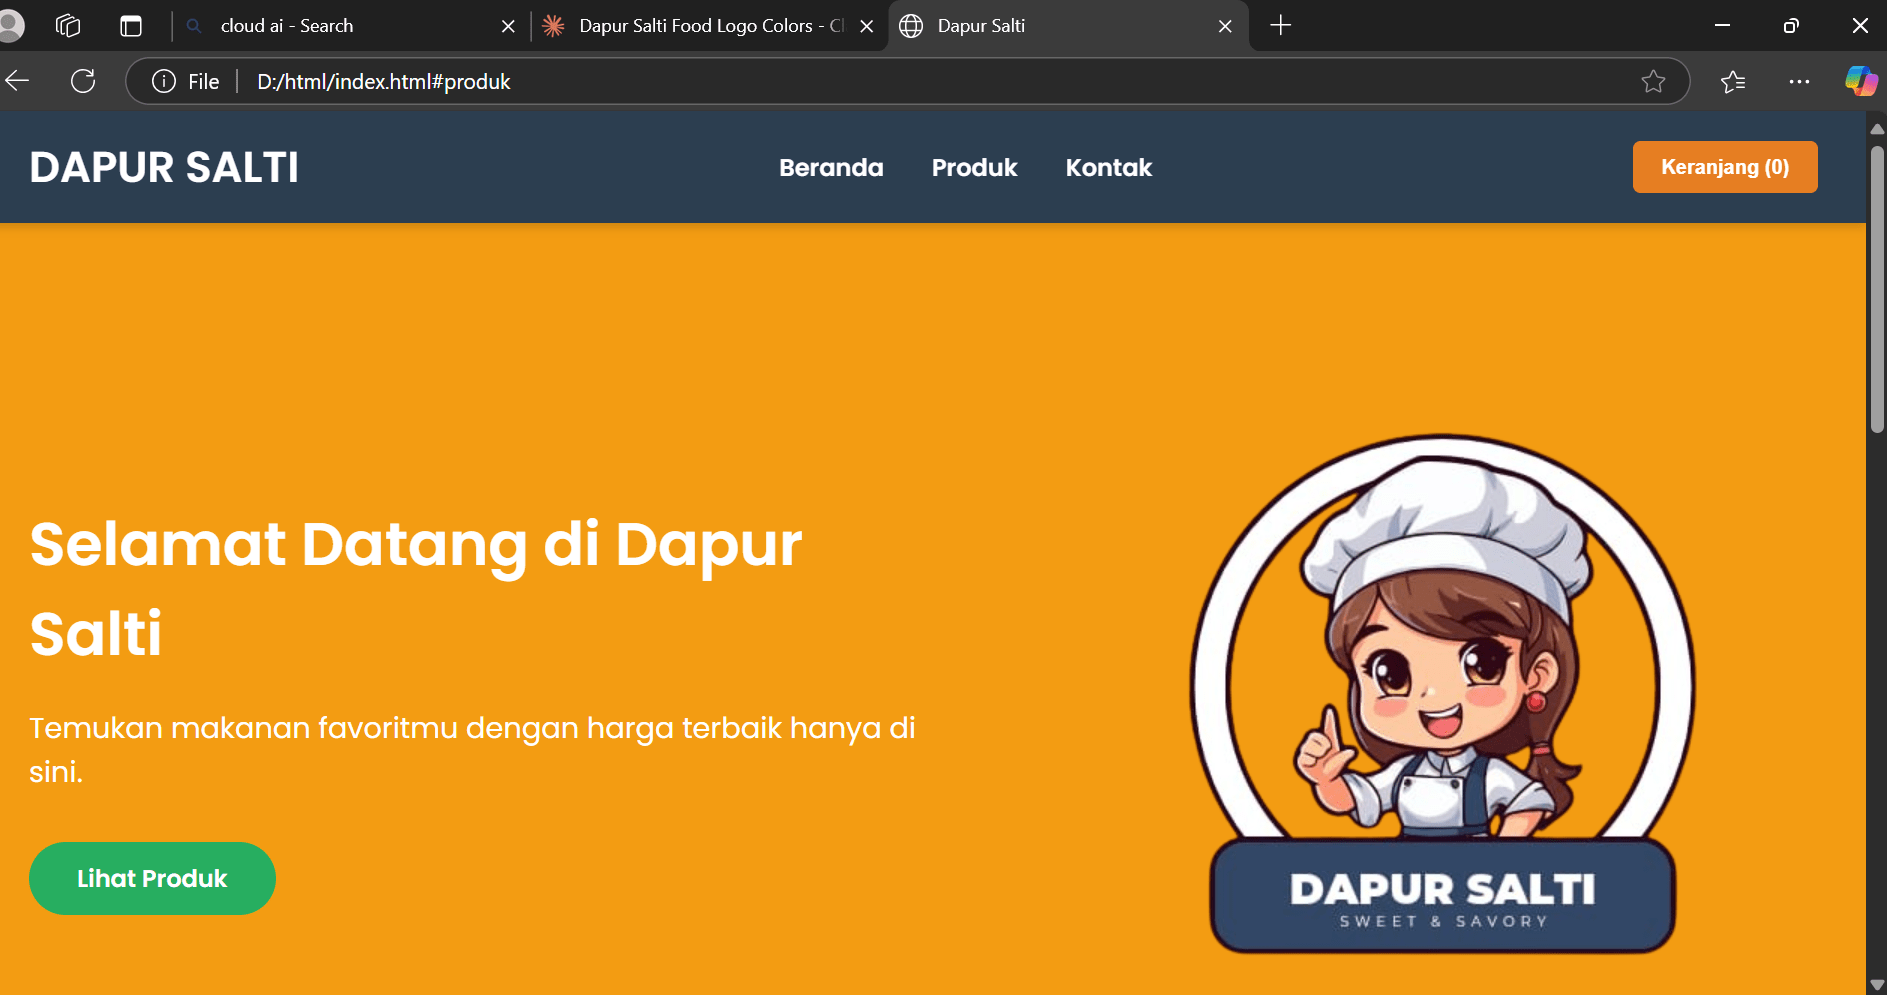 cloud ai - Search
Dapur Salti Food Logo Colors - Cl
Dapur Salti
File
D:/html/index.html#produk
DAPUR SALTI
Beranda
Produk
Kontak
Keranjang (0)
Selamat Datang di Dapur
Salti
Temukan makanan favoritmu dengan harga terbaik hanya di
sini.
Lihat Produk
DAPUR SALTI
SWEET & SAVORY